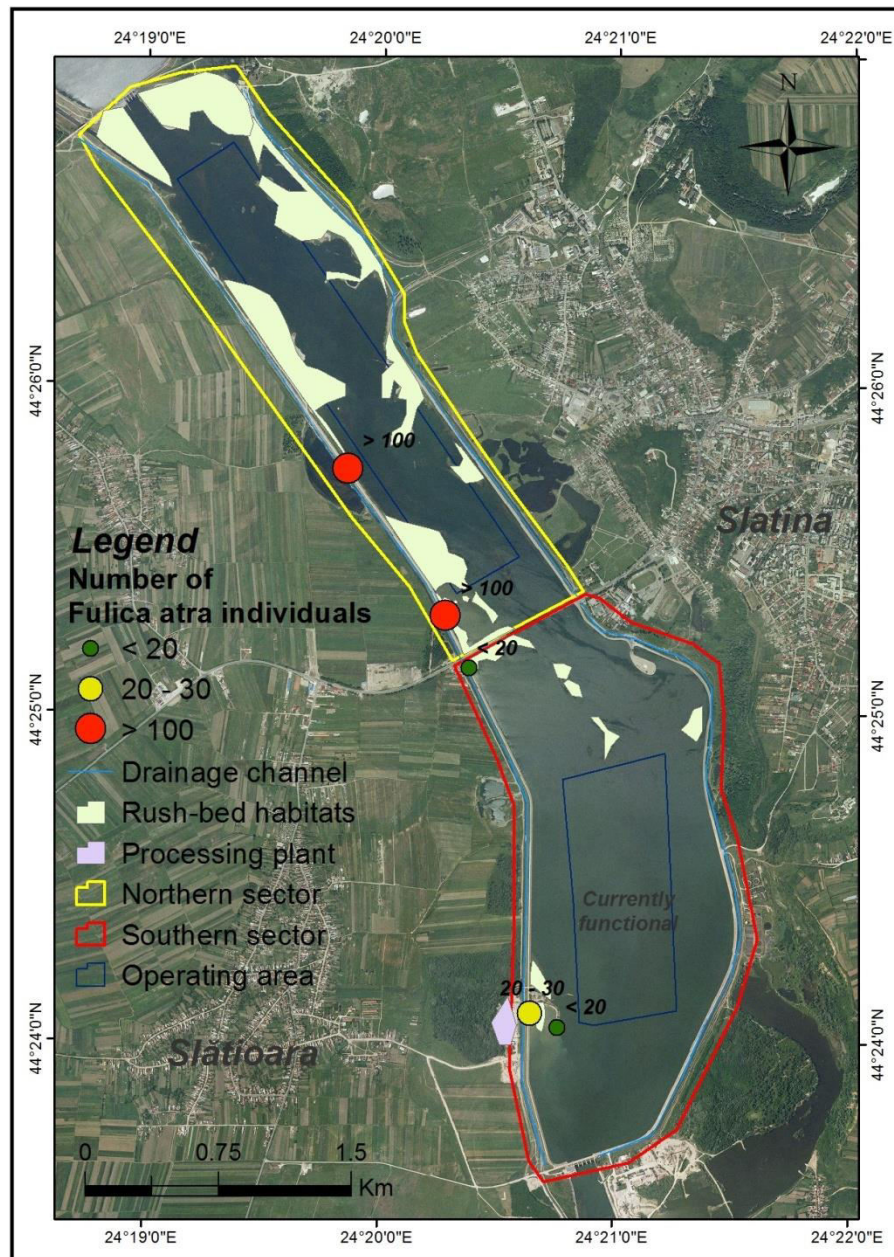 24°19'0"E 24°20'0"E 24°21'0"E 24°22'0"E
N
44°26'0"N 44°26'0"N
> 100
Slatina
Legend
Number of
Fulica atra individuals
< 20
20 - 30
> 100
Drainage channel
Rush-bed habitats
Processing plant
Northern sector
Southern sector
Operating area
> 100
< 20
44°25'0"N 44°25'0"N
Currently
functional
20 - 30
< 20
44°24'0"N 44°24'0"N
Slătioara
0 0.75 1.5
Km
24°19'0"E 24°20'0"E 24°21'0"E 24°22'0"E